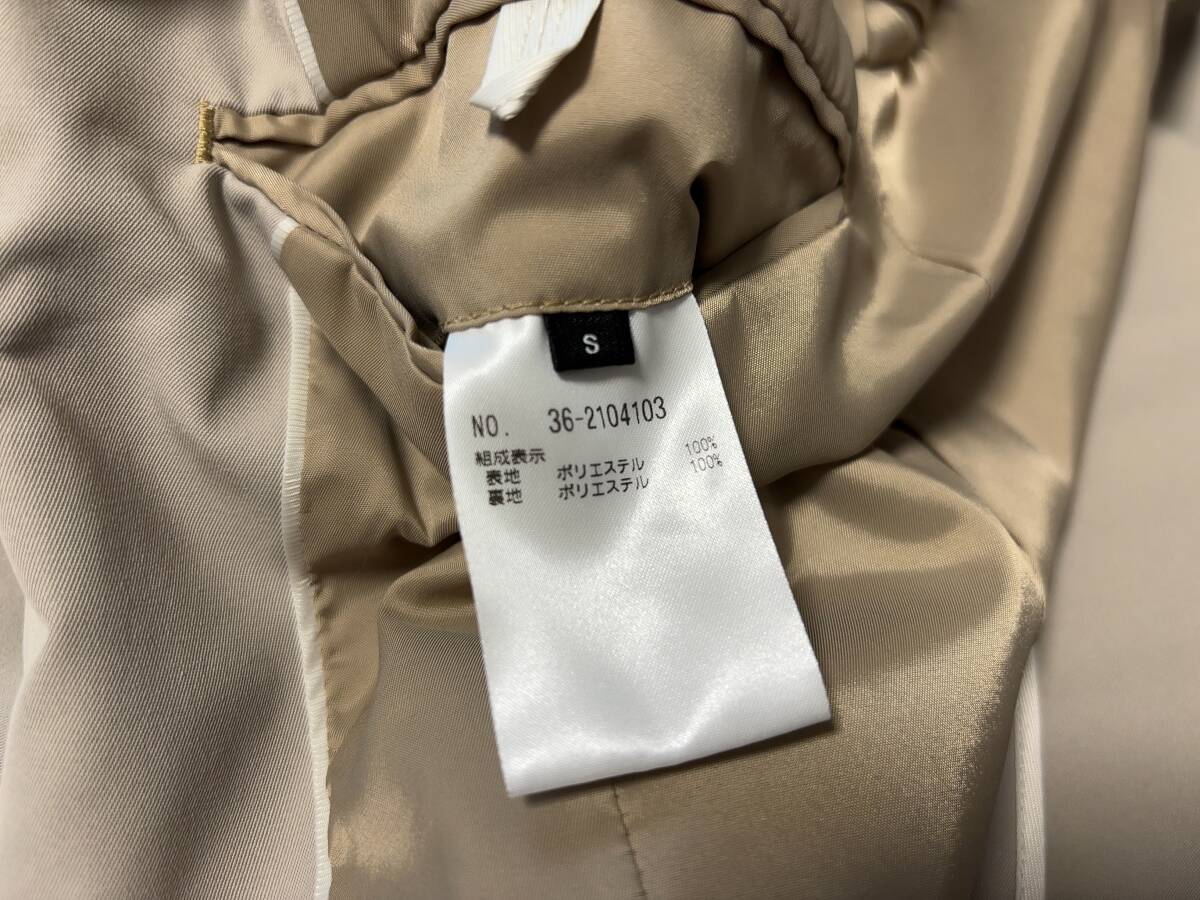 S
NO. 36-2104103
組成表示
表地 ポリエステル 100%
裏地 ポリエステル 100%